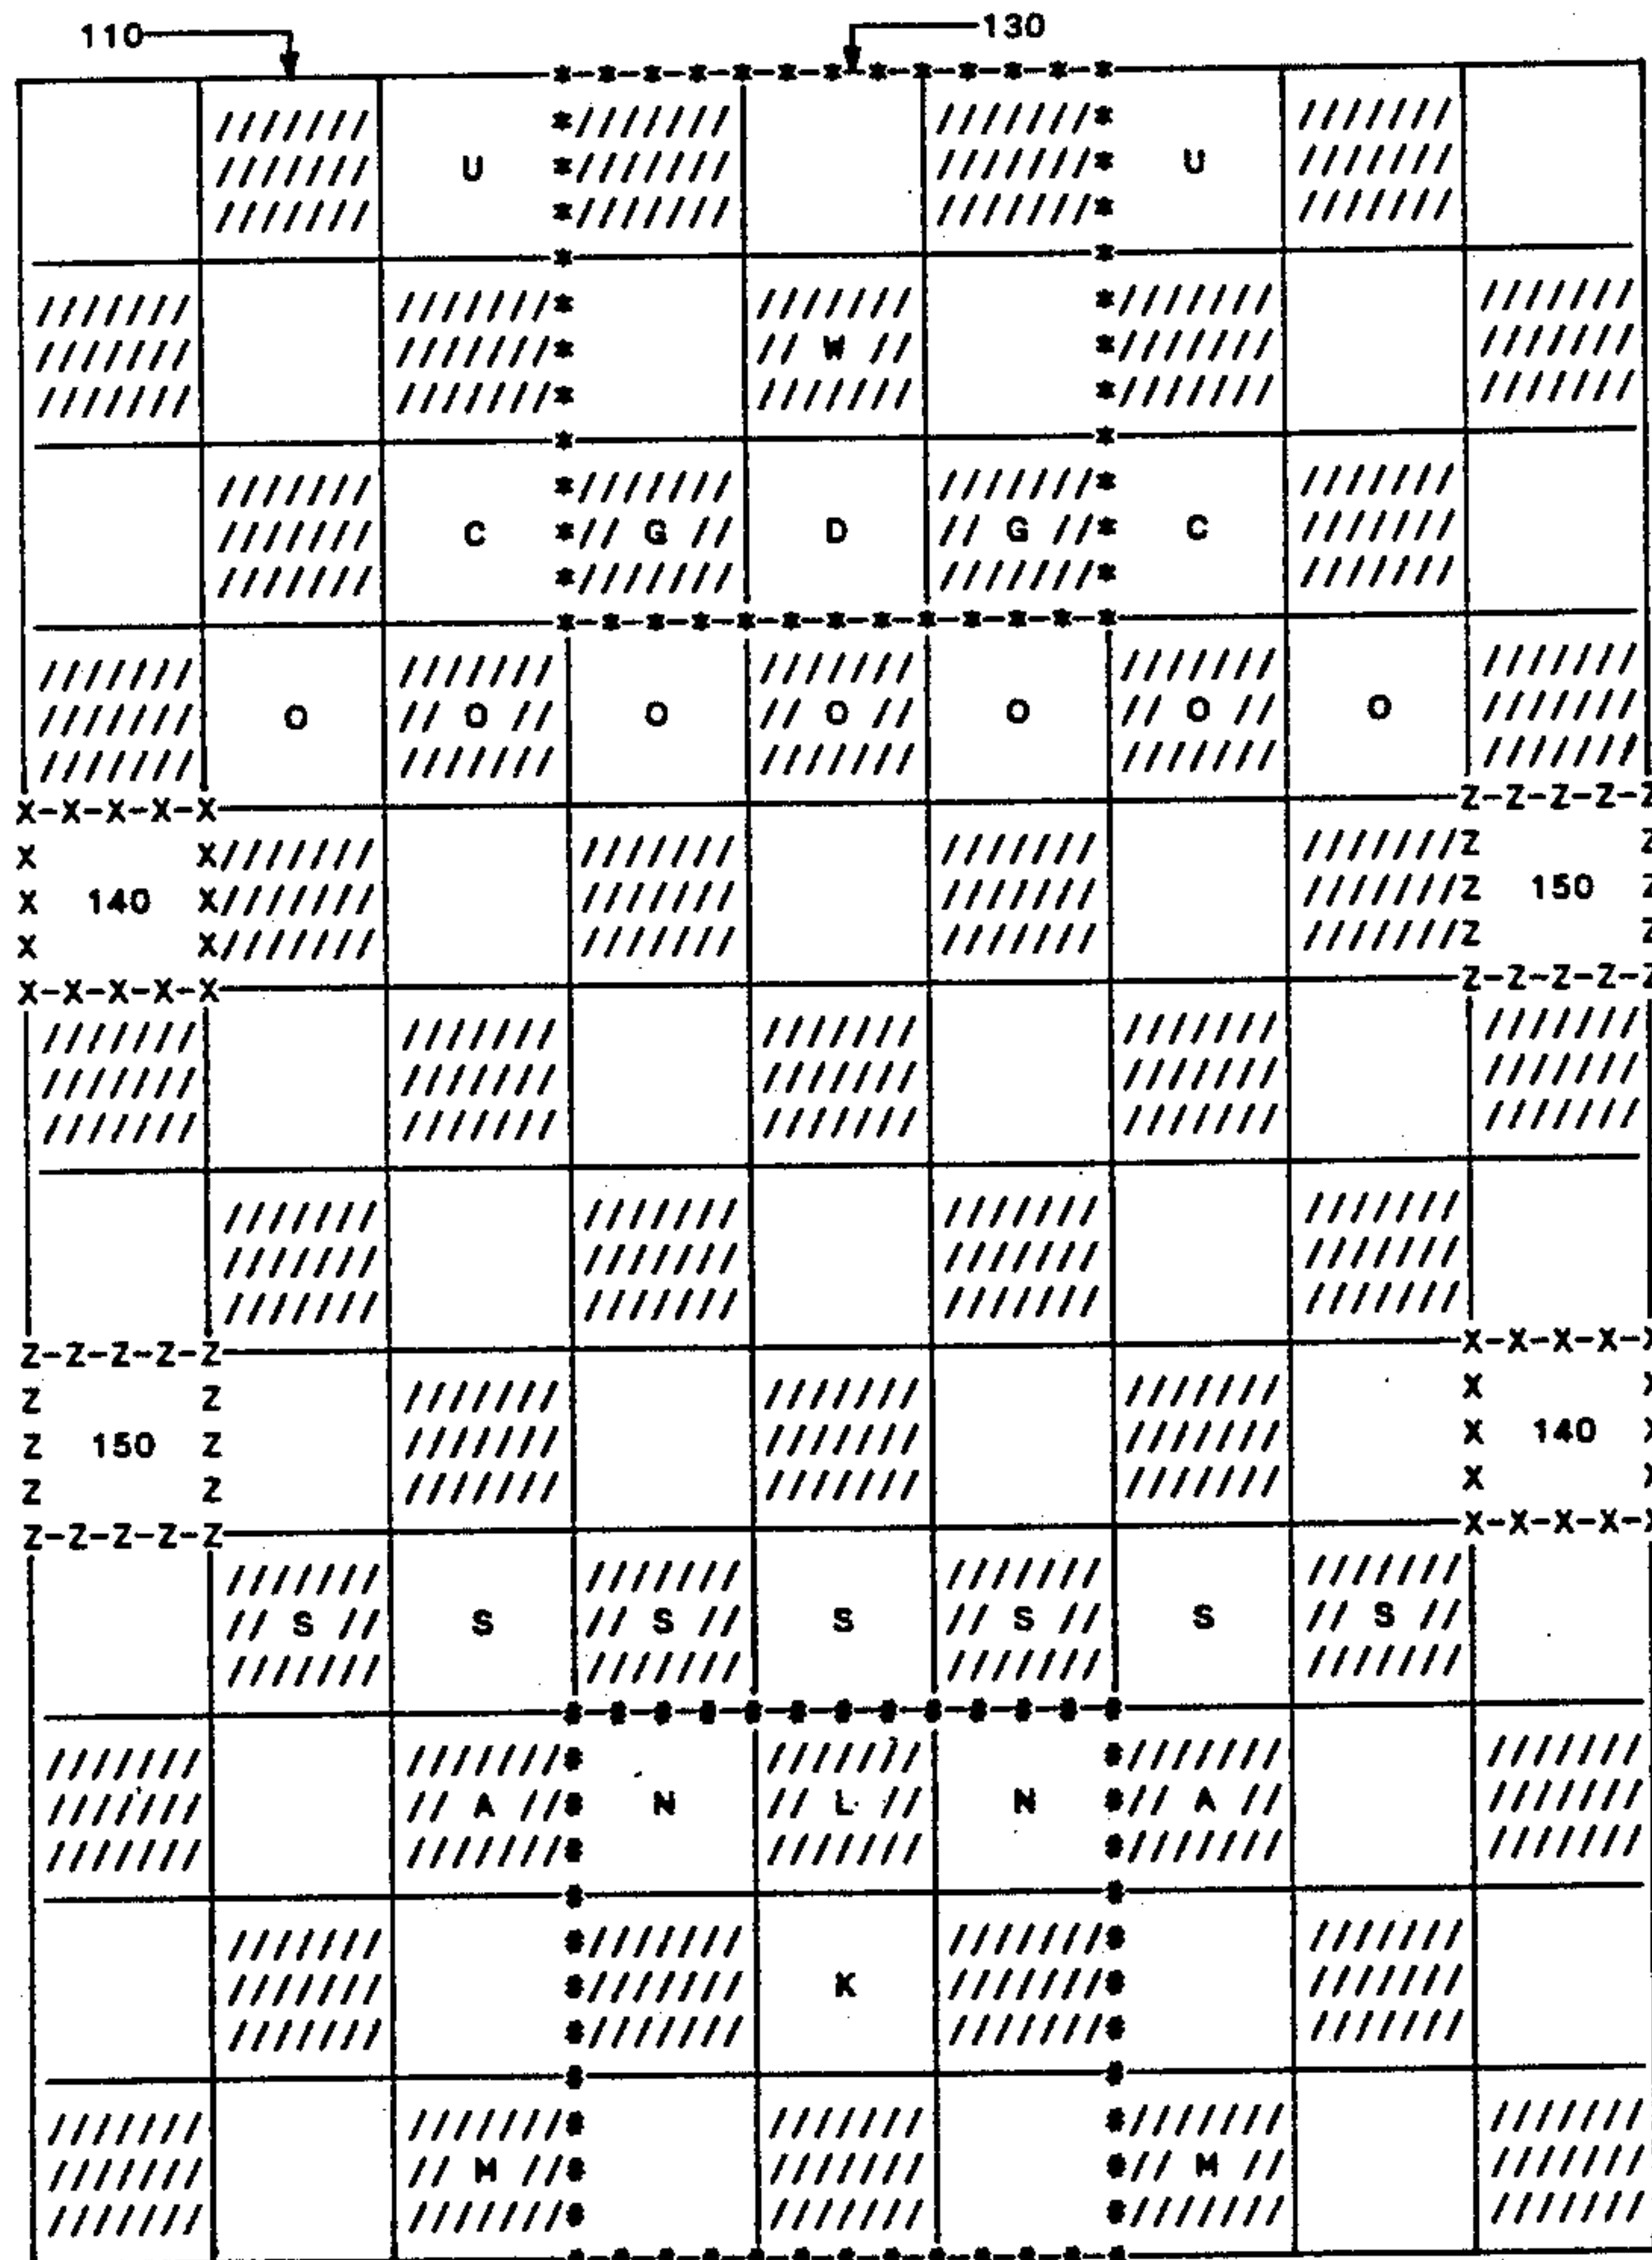 110 130
U U
W
C G D G C
O O O O O O O
140 150
150 140
S S S S S S S
A N L N A
K
M M